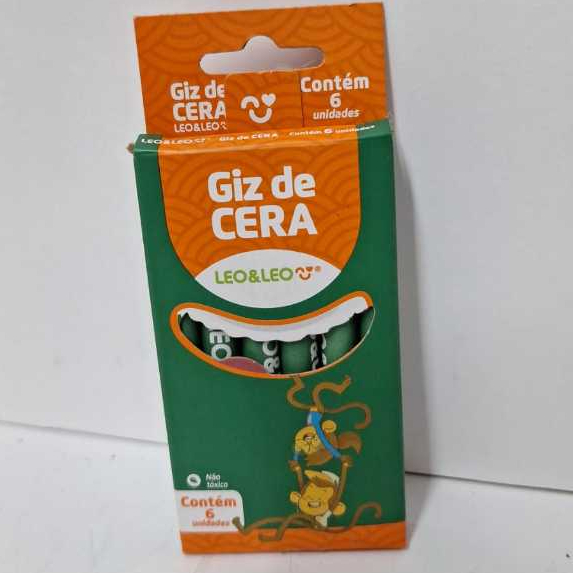 Giz de
CERA
LEO&LEO
Contém
6
unidades
LEO&LEO Giz de CERA Contém 6 unidades
Giz de
CERA
LEO&LEO®
LEO
O&
Não
tóxico
Contém
6
unidades